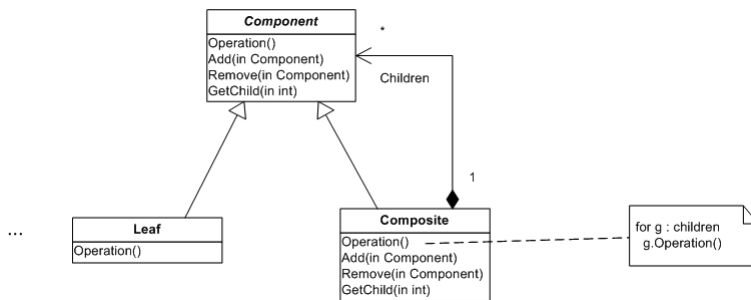 Component
Operation()
Add(in Component)
Remove(in Component)
GetChild(in int)
*
Children
1
...
Leaf
Operation()
Composite
Operation()
Add(in Component)
Remove(in Component)
GetChild(in int)
for g : children
g.Operation()